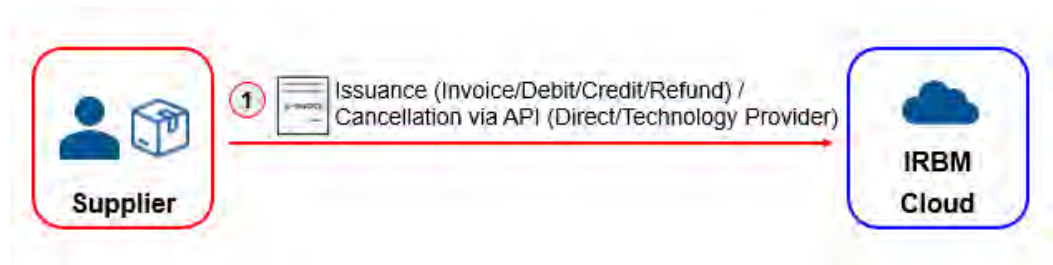 1
Issuance (Invoice/Debit/Credit/Refund) /
Cancellation via API (Direct/Technology Provider)
Supplier
IRBM
Cloud